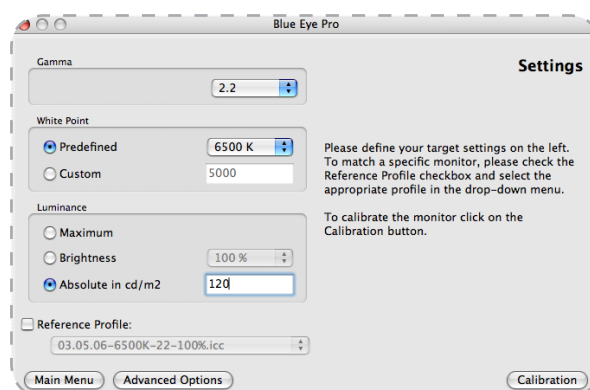 Blue Eye Pro
Gamma
2.2
Settings
White Point
Predefined
6500 K
Custom
5000
Please define your target settings on the left.
To match a specific monitor, please check the
Reference Profile checkbox and select the
appropriate profile in the drop-down menu.
To calibrate the monitor click on the
Calibration button.
Luminance
Maximum
Brightness
100 %
Absolute in cd/m2
120
Reference Profile:
03.05.06-6500K-22-100%.icc
Main Menu
Advanced Options
Calibration